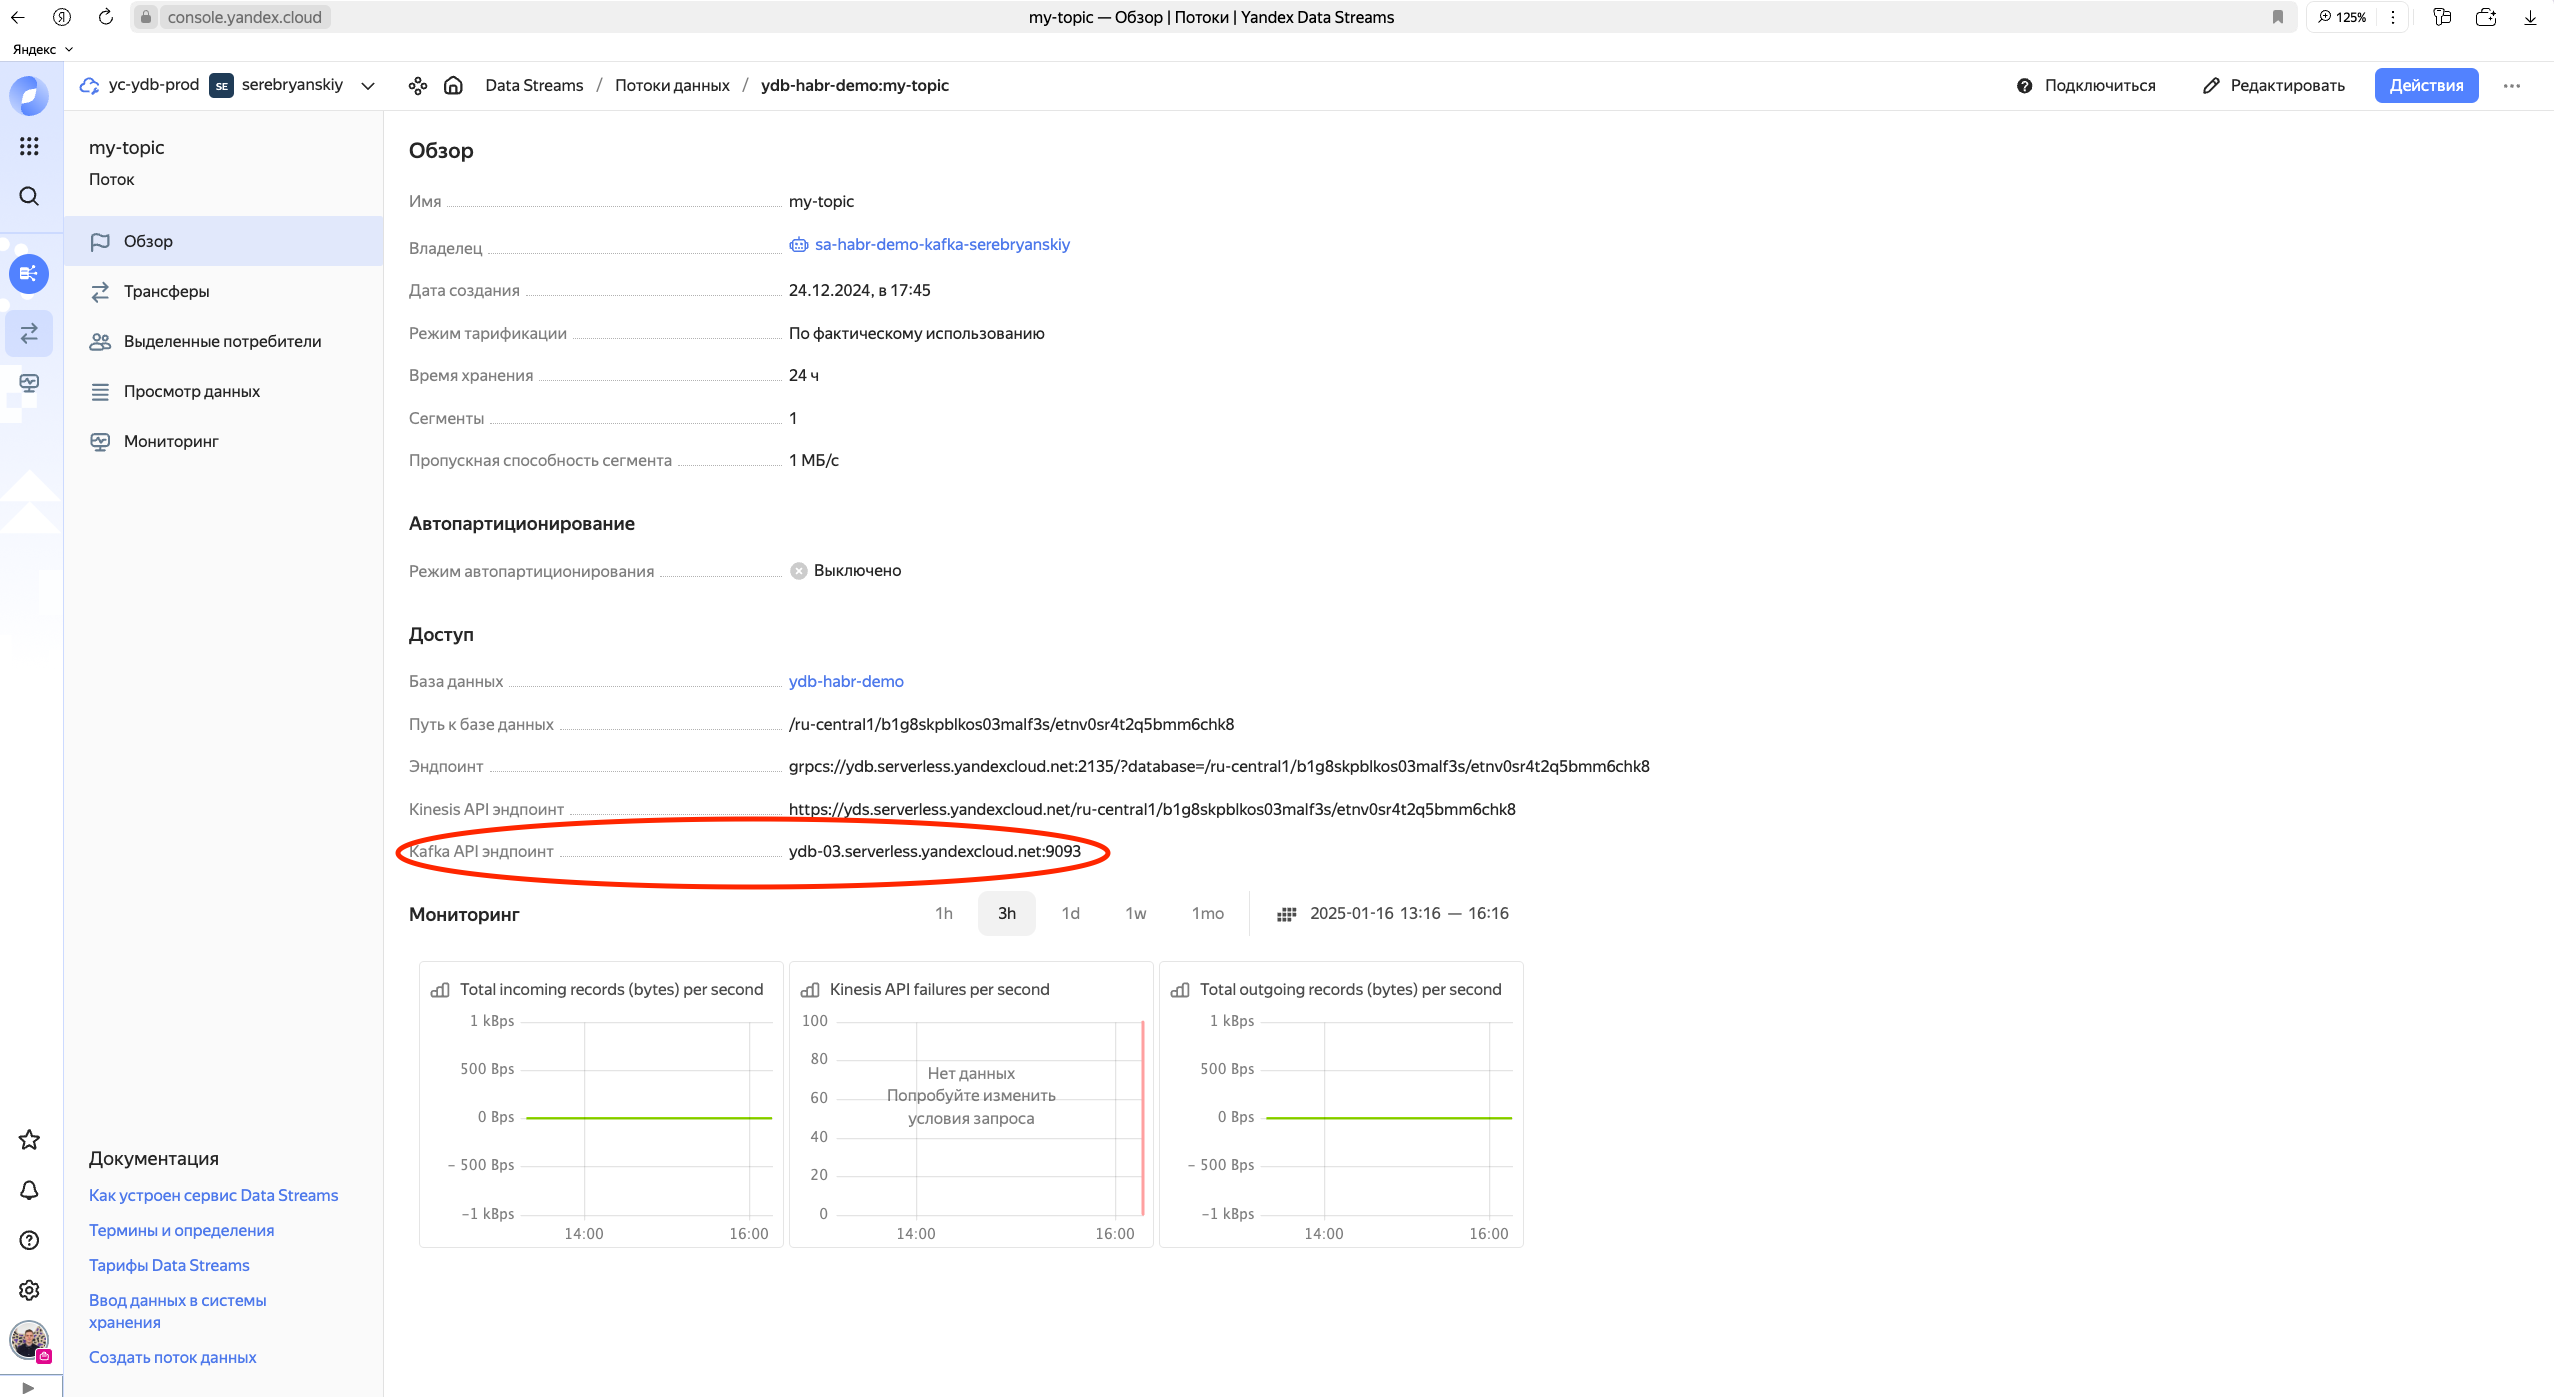 console.yandex.cloud
my-topic — Обзор | Потоки | Yandex Data Streams
125%
Яндекс
yc-ydb-prod SE serebryanskiy
Data Streams / Потоки данных / ydb-habr-demo:my-topic
Подключиться
Редактировать
Действия
my-topic
Поток
Обзор
Трансферы
Выделенные потребители
Просмотр данных
Мониторинг
Документация
Как устроен сервис Data Streams
Термины и определения
Тарифы Data Streams
Ввод данных в системы
хранения
Создать поток данных
Обзор
Имя my-topic
Владелец sa-habr-demo-kafka-serebryanskiy
Дата создания 24.12.2024, в 17:45
Режим тарификации По фактическому использованию
Время хранения 24 ч
Сегменты 1
Пропускная способность сегмента 1 МБ/с
Автопартиционирование
Режим автопартиционирования Выключено
Доступ
База данных ydb-habr-demo
Путь к базе данных /ru-central1/b1g8skpblkos03malf3s/etnv0sr4t2q5bmm6chk8
Эндпоинт grpcs://ydb.serverless.yandexcloud.net:2135/?database=/ru-central1/b1g8skpblkos03malf3s/etnv0sr4t2q5bmm6chk8
Kinesis API эндпоинт https://yds.serverless.yandexcloud.net/ru-central1/b1g8skpblkos03malf3s/etnv0sr4t2q5bmm6chk8
Kafka API эндпоинт ydb-03.serverless.yandexcloud.net:9093
Мониторинг 1h 3h 1d 1w 1mo 2025-01-16 13:16 — 16:16
Total incoming records (bytes) per second
1 kBps
500 Bps
0 Bps
− 500 Bps
−1 kBps
14:00 16:00
Kinesis API failures per second
100
80
60
40
20
0
Нет данных
Попробуйте изменить
условия запроса
14:00 16:00
Total outgoing records (bytes) per second
1 kBps
500 Bps
0 Bps
− 500 Bps
−1 kBps
14:00 16:00